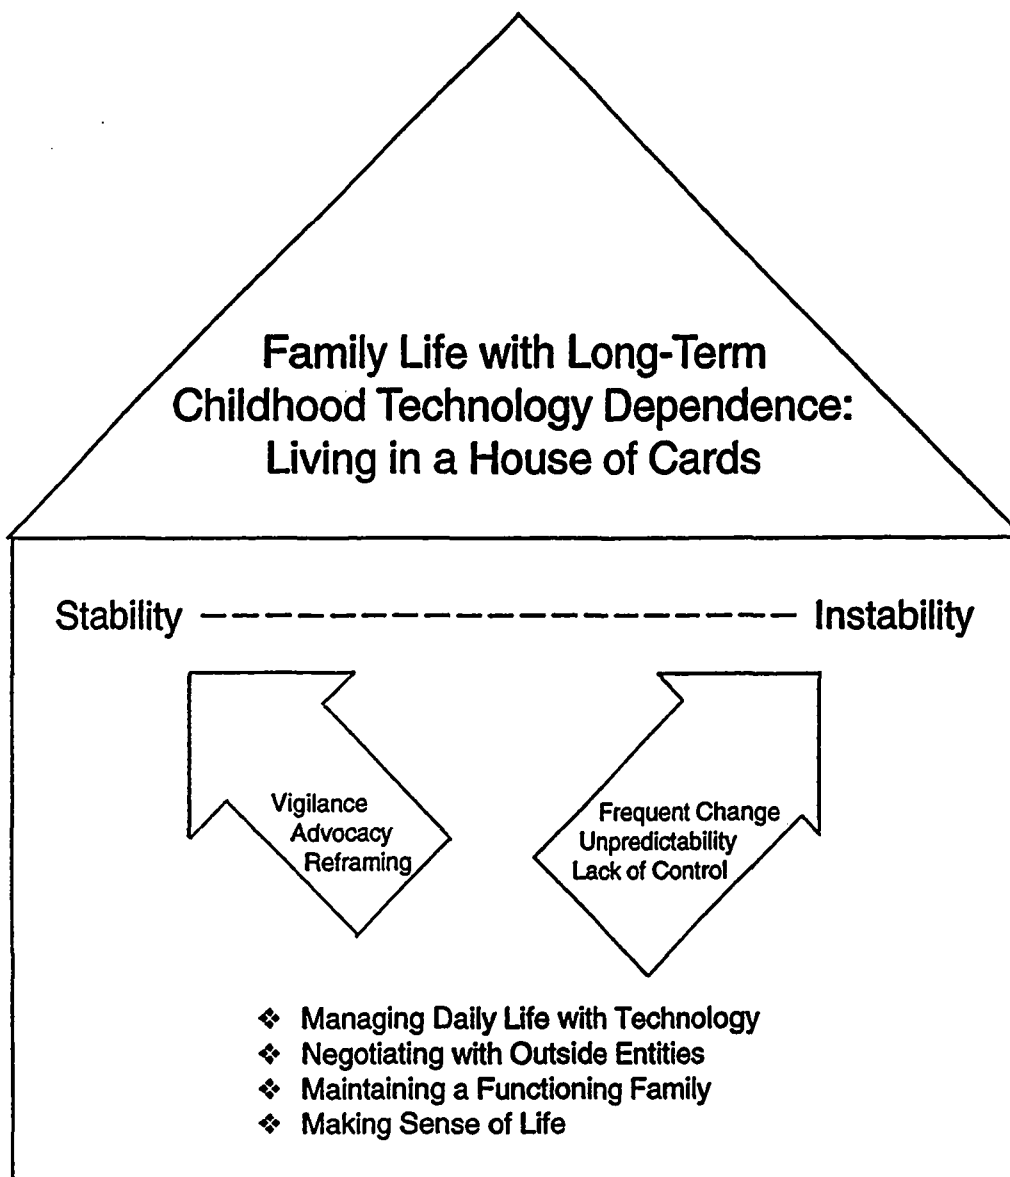 Family Life with Long-Term
Childhood Technology Dependence:
Living in a House of Cards
Stability
Instability
Vigilance
Advocacy
Reframing
Frequent Change
Unpredictability
Lack of Control
❖ Managing Daily Life with Technology
❖ Negotiating with Outside Entities
❖ Maintaining a Functioning Family
❖ Making Sense of Life